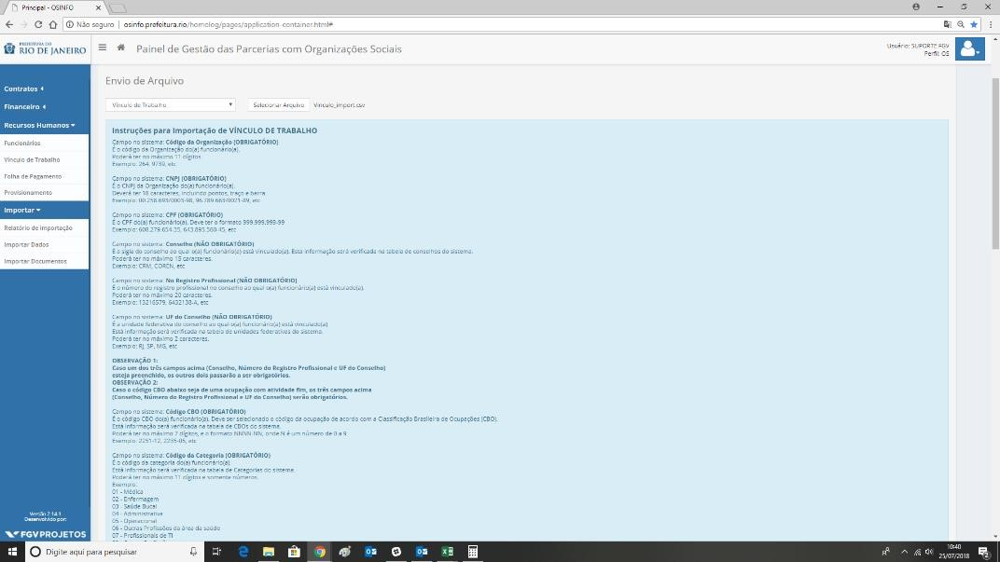 Principal - OSINFO
Não seguro | osinfo.prefeitura.rio/homolog/pages/application-container.html#
PREFEITURA DO
RIO DE JANEIRO
Painel de Gestão das Parcerias com Organizações Sociais
Usuário: SUPORTE FGV
Perfil: OS
Contratos
Financeiro
Recursos Humanos
Funcionários
Vínculo de Trabalho
Folha de Pagamento
Provisionamento
Importar
Relatório de Importação
Importar Dados
Importar Documentos
Versão 2.14.1
Desenvolvido por:
FGV PROJETOS
Envio de Arquivo
Vínculo de Trabalho
Selecionar Arquivo
Vinculo_import.csv
Instruções para Importação de VÍNCULO DE TRABALHO
Campo no sistema: Código da Organização (OBRIGATÓRIO)
É o código da Organização do(a) funcionário(a).
Poderá ter no máximo 11 dígitos.
Exemplo: 264, 9739, etc
Campo no sistema: CNPJ (OBRIGATÓRIO)
É o CNPJ da Organização do(a) funcionário(a).
Deverá ter 18 caracteres, incluindo pontos, traço e barra
Exemplo: 00.258.693/0003-98, 96.789.663/0021-89, etc
Campo no sistema: CPF (OBRIGATÓRIO)
É o CPF do(a) funcionário(a). Deve ter o formato 999.999.999-99
Exemplo: 608.279.654-35, 643.895.560-45, etc
Campo no sistema: Conselho (NÃO OBRIGATÓRIO)
É a sigla do conselho ao qual o(a) funcionário(a) está vinculado(a). Esta informação será verificada na tabela de conselhos do sistema.
Poderá ter no máximo 15 caracteres.
Exemplo: CRM, COREN, etc
Campo no sistema: No Registro Profissional (NÃO OBRIGATÓRIO)
É o número do registro profissional no conselho ao qual o(a) funcionário(a) está vinculado(a).
Poderá ter no máximo 20 caracteres.
Exemplo: 13216579, 6432138-A, etc
Campo no sistema: UF do Conselho (NÃO OBRIGATÓRIO)
É a unidade federativa do conselho ao qual o(a) funcionário(a) está vinculado(a)
Esta informação será verificada na tabela de unidades federativas do sistema.
Poderá ter no máximo 2 caracteres.
Exemplo: RJ, SP, MG, etc
OBSERVAÇÃO 1:
Caso um dos três campos acima (Conselho, Número do Registro Profissional e UF do Conselho)
esteja preenchido, os outros dois passarão a ser obrigatórios.
OBSERVAÇÃO 2:
Caso o código CBO abaixo seja de uma ocupação com atividade fim, os três campos acima
(Conselho, Número do Registro Profissional e UF do Conselho) serão obrigatórios.
Campo no sistema: Código CBO (OBRIGATÓRIO)
É o código CBO do(a) funcionário(a). Deve ser selecionado o código da ocupação de acordo com a Classificação Brasileira de Ocupações (CBO).
Esta informação será verificada na tabela de CBOs do sistema.
Poderá ter no máximo 7 dígitos, e o formato NNNN-NN, onde N é um número de 0 a 9
Exemplo: 2251-12, 2235-05, etc
Campo no sistema: Código da Categoria (OBRIGATÓRIO)
É o código da categoria do(a) funcionário(a)
Esta informação será verificada na tabela de Categorias do sistema.
Poderá ter no máximo 11 dígitos e somente números.
Exemplo:
01 - Médica
02 - Enfermagem
03 - Saúde Bucal
04 - Administrativa
05 - Operacional
06 - Outras Profissões da área da saúde
07 - Profissionais de TI
Digite aqui para pesquisar
10:40
25/07/2018